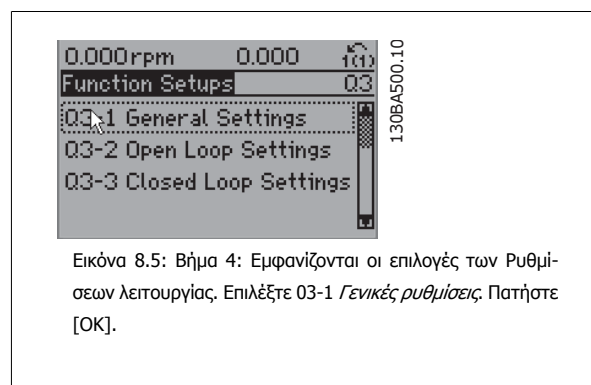 0.000rpm 0.000 1(1)
Function Setups Q3
Q3-1 General Settings
Q3-2 Open Loop Settings
Q3-3 Closed Loop Settings
130BA500.10
Εικόνα 8.5: Βήμα 4: Εμφανίζονται οι επιλογές των Ρυθμί-
σεων λειτουργίας. Επιλέξτε 03-1 Γενικές ρυθμίσεις. Πατήστε
[OK].